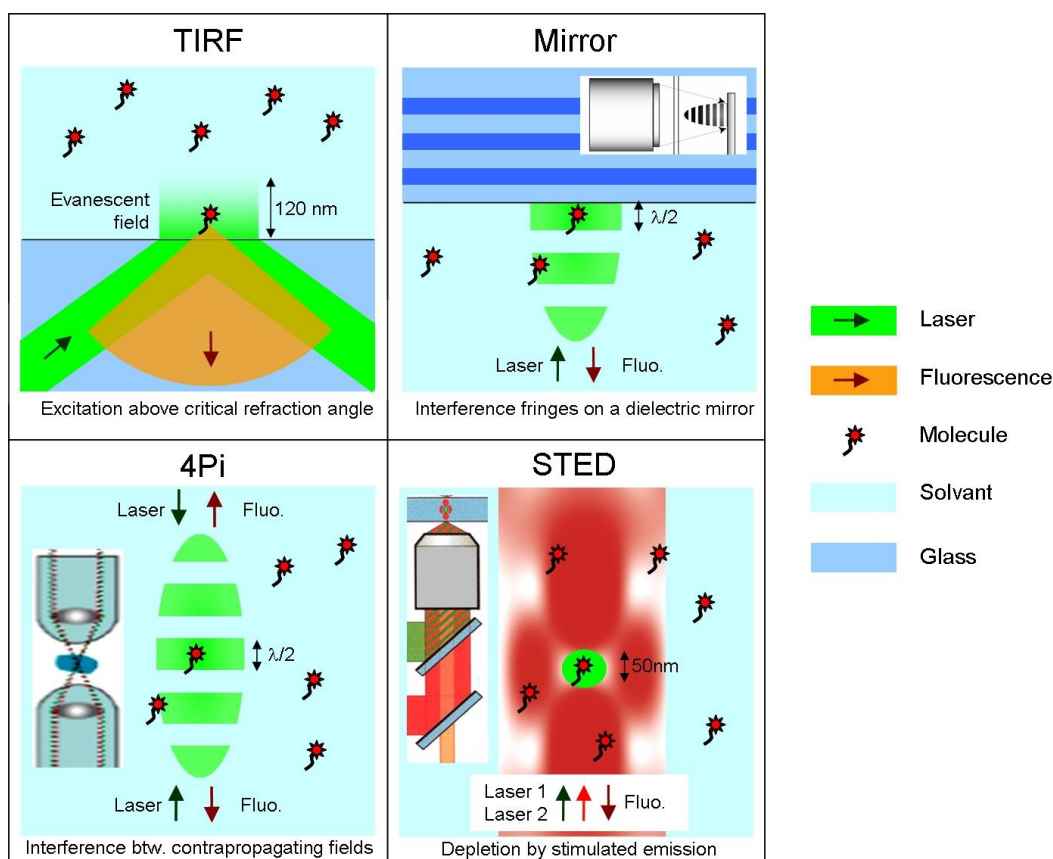 TIRF
Evanescent
field
120 nm
Excitation above critical refraction angle
Mirror
λ/2
Laser
Fluo.
Interference fringes on a dielectric mirror
4Pi
Laser
Fluo.
λ/2
Laser
Fluo.
Interference btw. contrapropagating fields
STED
50nm
Laser 1
Laser 2
Fluo.
Depletion by stimulated emission
Laser
Fluorescence
Molecule
Solvant
Glass